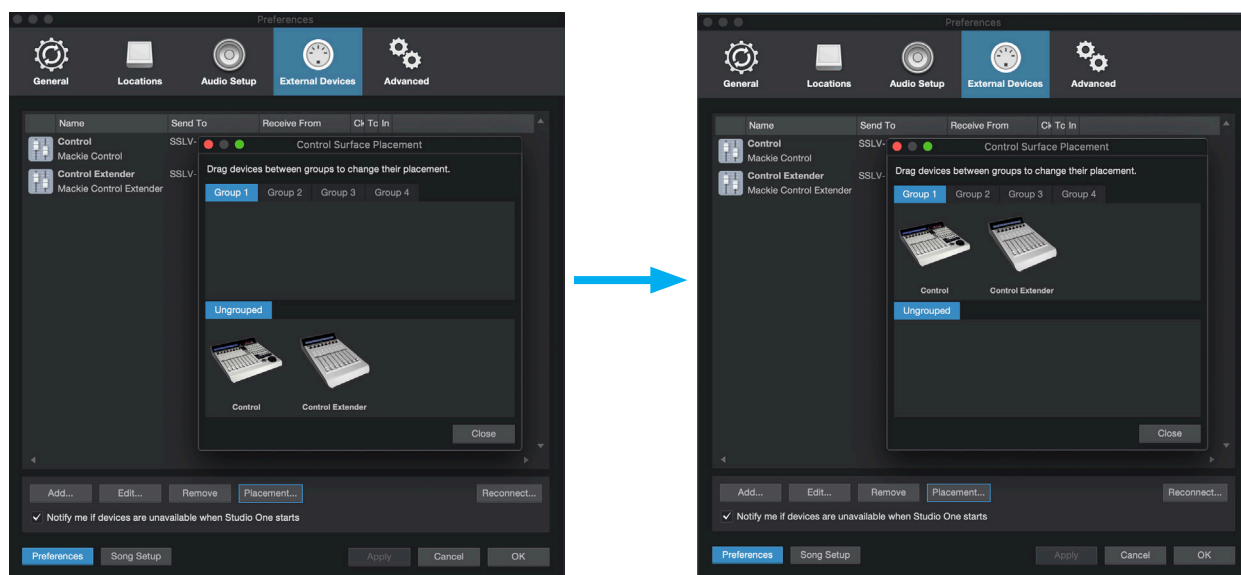 Preferences
General Locations Audio Setup External Devices Advanced
Name Send To Receive From Clk Tc In
Control SSLV-
Mackie Control
Control Extender SSLV-
Mackie Control Extender
Control Surface Placement
Drag devices between groups to change their placement.
Group 1 Group 2 Group 3 Group 4
Ungrouped
Control Control Extender
Close
Add... Edit... Remove Placement... Reconnect...
Notify me if devices are unavailable when Studio One starts
Preferences Song Setup Apply Cancel OK
Preferences
General Locations Audio Setup External Devices Advanced
Name Send To Receive From Clk Tc In
Control SSLV-
Mackie Control
Control Extender SSLV-
Mackie Control Extender
Control Surface Placement
Drag devices between groups to change their placement.
Group 1 Group 2 Group 3 Group 4
Control Control Extender
Ungrouped
Close
Add... Edit... Remove Placement... Reconnect...
Notify me if devices are unavailable when Studio One starts
Preferences Song Setup Apply Cancel OK